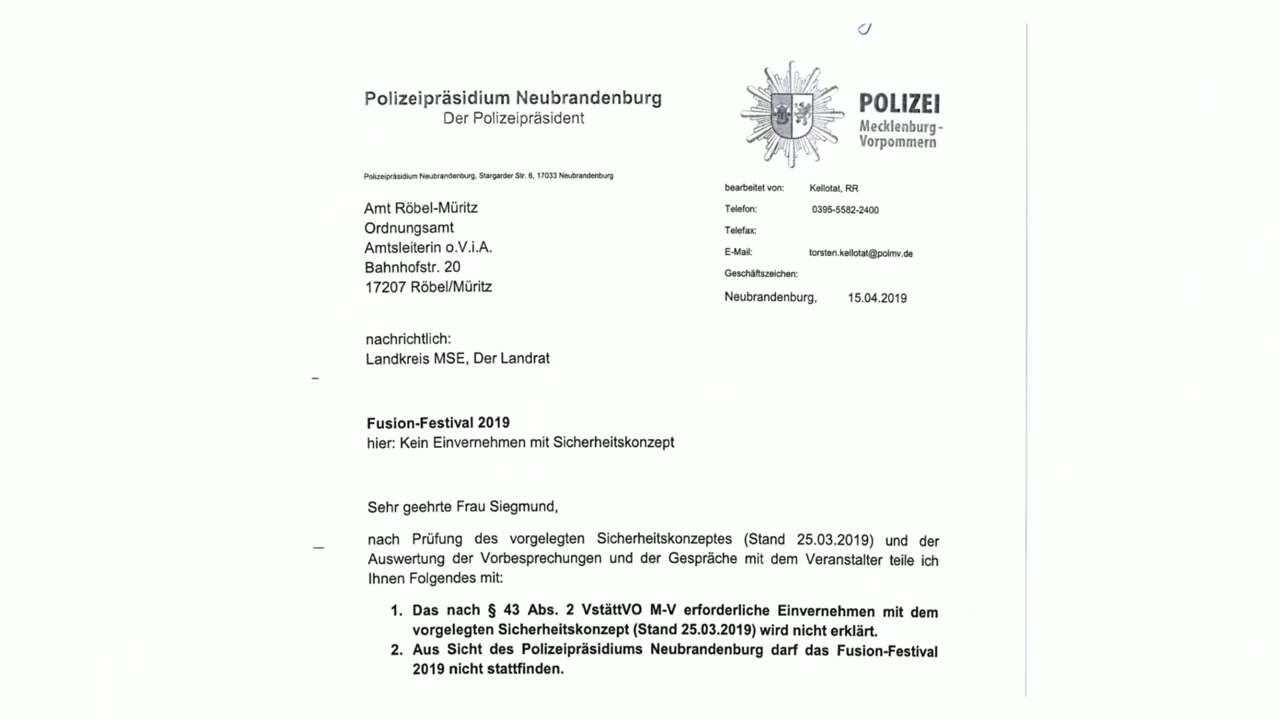 Polizeipräsidium Neubrandenburg
Der Polizeipräsident
POLIZEI
Mecklenburg-
Vorpommern
Polizeipräsidium Neubrandenburg, Stargarder Str. 6, 17033 Neubrandenburg
Amt Röbel-Müritz
Ordnungsamt
Amtsleiterin o.V.i.A.
Bahnhofstr. 20
17207 Röbel/Müritz
bearbeitet von: Kellotat, RR
Telefon: 0395-5582-2400
Telefax:
E-Mail: torsten.kellotat@polmv.de
Geschäftszeichen:
Neubrandenburg, 15.04.2019
nachrichtlich:
Landkreis MSE, Der Landrat
Fusion-Festival 2019
hier: Kein Einvernehmen mit Sicherheitskonzept
Sehr geehrte Frau Siegmund,
nach Prüfung des vorgelegten Sicherheitskonzeptes (Stand 25.03.2019) und der
Auswertung der Vorbesprechungen und der Gespräche mit dem Veranstalter teile ich
Ihnen Folgendes mit:
1. Das nach § 43 Abs. 2 VstättVO M-V erforderliche Einvernehmen mit dem
vorgelegten Sicherheitskonzept (Stand 25.03.2019) wird nicht erklärt.
2. Aus Sicht des Polizeipräsidiums Neubrandenburg darf das Fusion-Festival
2019 nicht stattfinden.